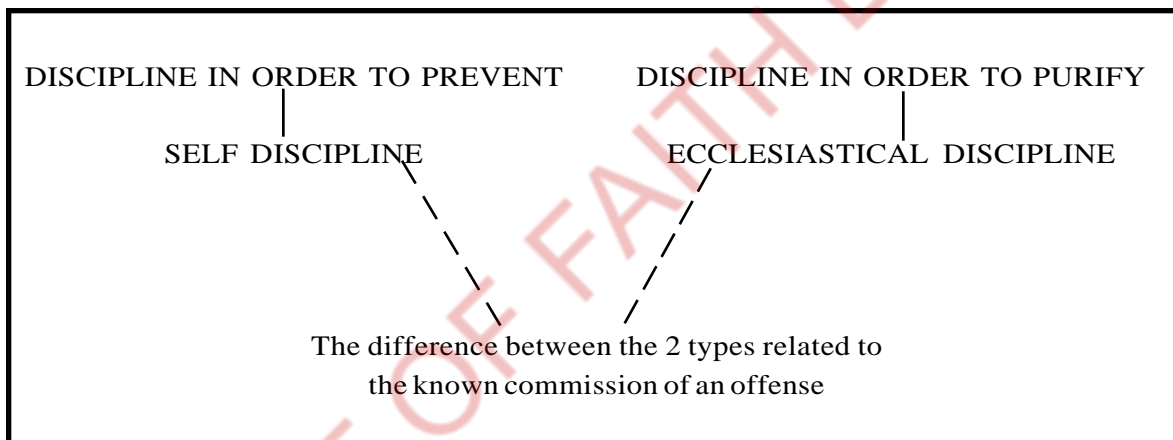 DISCIPLINE IN ORDER TO PREVENT
DISCIPLINE IN ORDER TO PURIFY
SELF DISCIPLINE
ECCLESIASTICAL DISCIPLINE
The difference between the 2 types related to
the known commission of an offense
OF FAITH